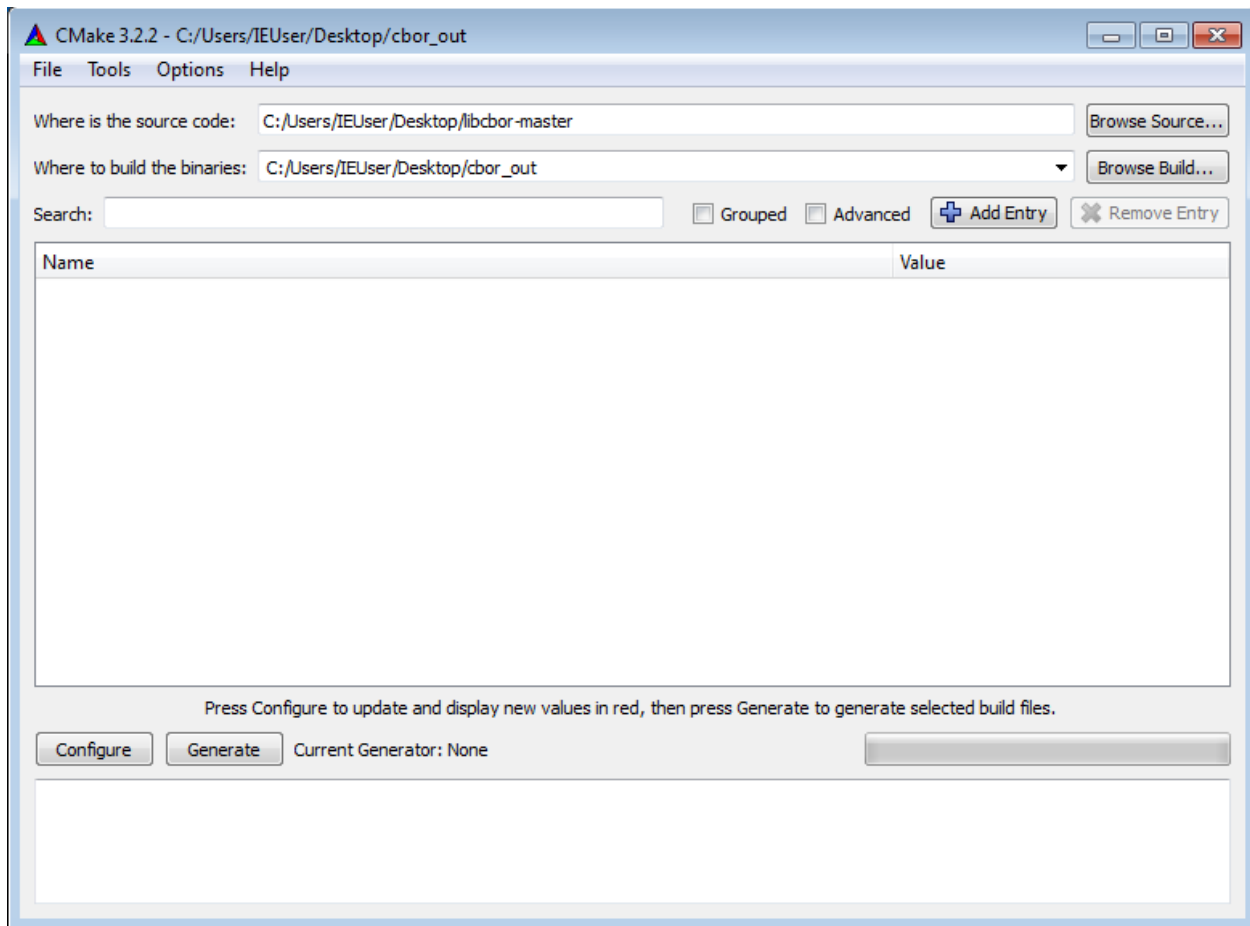 CMake 3.2.2 - C:/Users/IEUser/Desktop/cbor_out
File Tools Options Help
Where is the source code: C:/Users/IEUser/Desktop/libcbor-master Browse Source...
Where to build the binaries: C:/Users/IEUser/Desktop/cbor_out Browse Build...
Search: Grouped Advanced Add Entry Remove Entry
Name Value
Press Configure to update and display new values in red, then press Generate to generate selected build files.
Configure Generate Current Generator: None